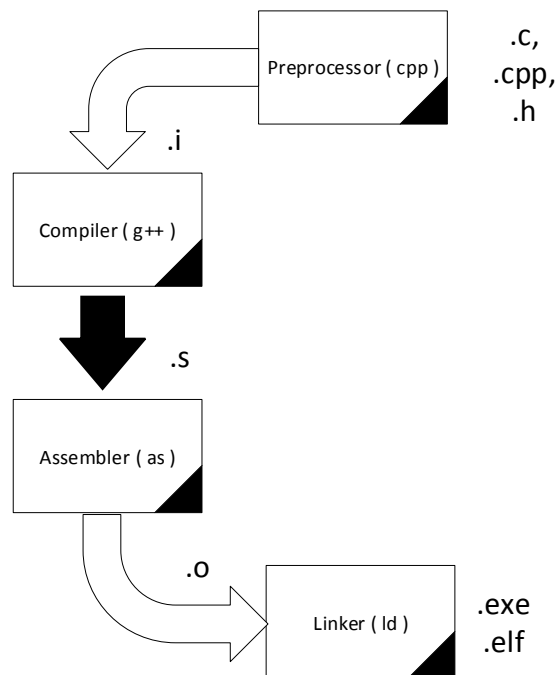 Preprocessor ( cpp )
.c,
.cpp,
.h
.i
Compiler ( g++ )
.s
Assembler ( as )
.o
Linker ( ld )
.exe
.elf